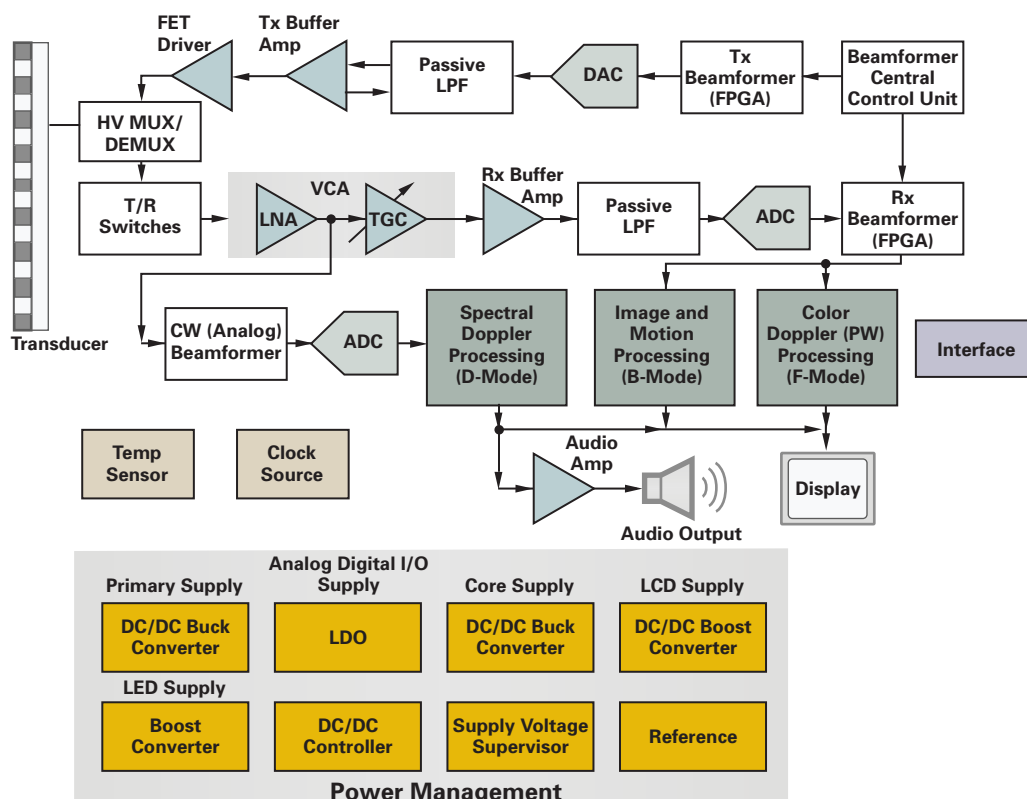 FET
Driver
Tx Buffer
Amp
Passive
LPF
DAC
Tx
Beamformer
(FPGA)
Beamformer
Central
Control Unit
HV MUX/
DEMUX
T/R
Switches
VCA
LNA
TGC
Rx Buffer
Amp
Passive
LPF
ADC
Rx
Beamformer
(FPGA)
Transducer
CW (Analog)
Beamformer
ADC
Spectral
Doppler
Processing
(D-Mode)
Image and
Motion
Processing
(B-Mode)
Color
Doppler (PW)
Processing
(F-Mode)
Interface
Temp
Sensor
Clock
Source
Audio
Amp
Audio Output
Display
Primary Supply
DC/DC Buck
Converter
Analog Digital I/O
Supply
LDO
Core Supply
DC/DC Buck
Converter
LCD Supply
DC/DC Boost
Converter
LED Supply
Boost
Converter
DC/DC
Controller
Supply Voltage
Supervisor
Reference
Power Management